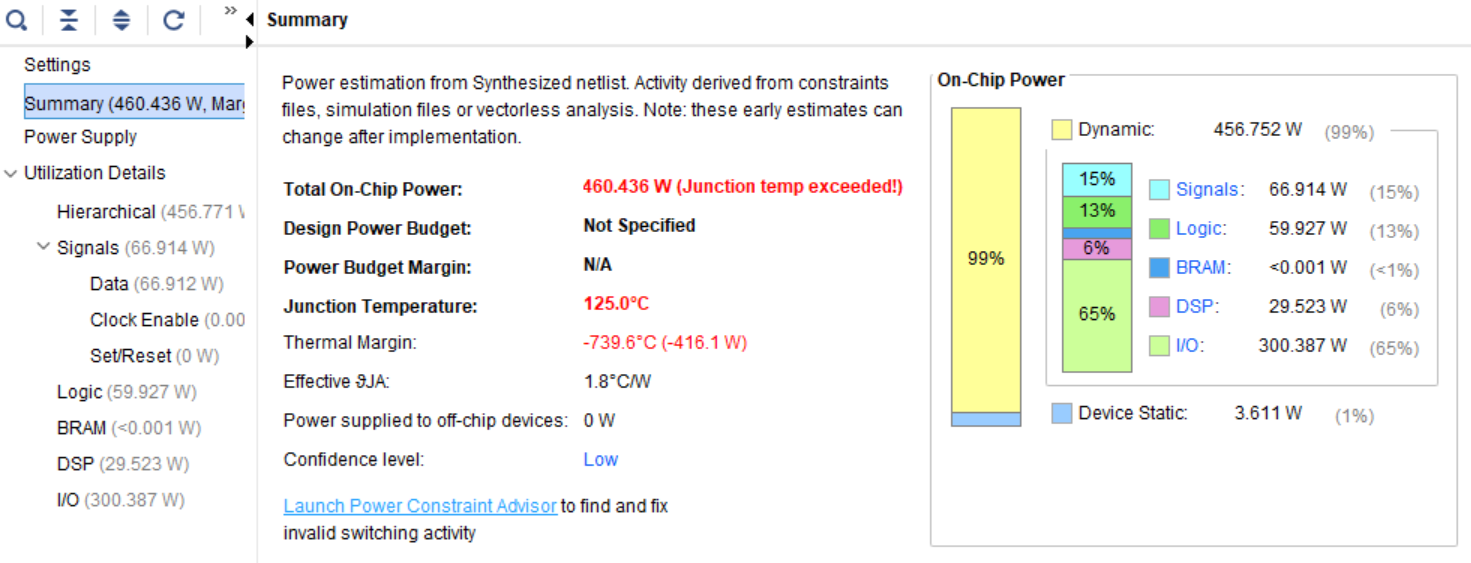 Summary
Settings
Summary (460.436 W, Marg
Power Supply
Utilization Details
Hierarchical (456.771 W
Signals (66.914 W)
Data (66.912 W)
Clock Enable (0.00
Set/Reset (0 W)
Logic (59.927 W)
BRAM (<0.001 W)
DSP (29.523 W)
I/O (300.387 W)
Power estimation from Synthesized netlist. Activity derived from constraints
files, simulation files or vectorless analysis. Note: these early estimates can
change after implementation.
Total On-Chip Power: 460.436 W (Junction temp exceeded!)
Design Power Budget: Not Specified
Power Budget Margin: N/A
Junction Temperature: 125.0°C
Thermal Margin: -739.6°C (-416.1 W)
Effective ϑJA: 1.8°C/W
Power supplied to off-chip devices: 0 W
Confidence level: Low
Launch Power Constraint Advisor to find and fix
invalid switching activity
On-Chip Power
99%
Dynamic: 456.752 W (99%)
15% Signals: 66.914 W (15%)
13% Logic: 59.927 W (13%)
BRAM: <0.001 W (<1%)
6% DSP: 29.523 W (6%)
65% I/O: 300.387 W (65%)
Device Static: 3.611 W (1%)